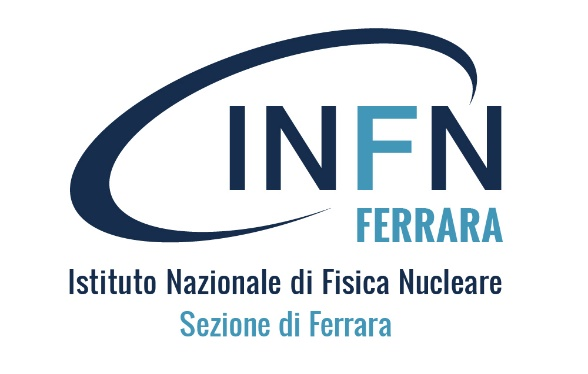 INFN
FERRARA
Istituto Nazionale di Fisica Nucleare
Sezione di Ferrara